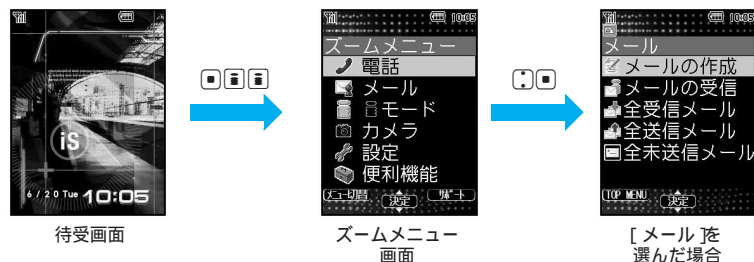 iS
6/20 Tue 10:05
待受画面
10:05
ズームメニュー
電話
メール
iモード
カメラ
設定
便利機能
ﾒﾆｭｰ切替
決定
ｻﾎﾟｰﾄ
ズームメニュー
画面
10:05
メール
メールの作成
メールの受信
全受信メール
全送信メール
全未送信メール
TOP MENU
決定
[メール]を
選んだ場合